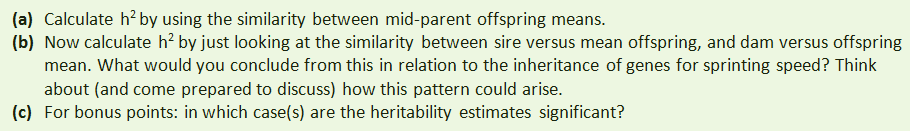 (a) Calculate h² by using the similarity between mid-parent offspring means.
(b) Now calculate h² by just looking at the similarity between sire versus mean offspring, and dam versus offspring
mean. What would you conclude from this in relation to the inheritance of genes for sprinting speed? Think
about (and come prepared to discuss) how this pattern could arise.
(c) For bonus points: in which case(s) are the heritability estimates significant?